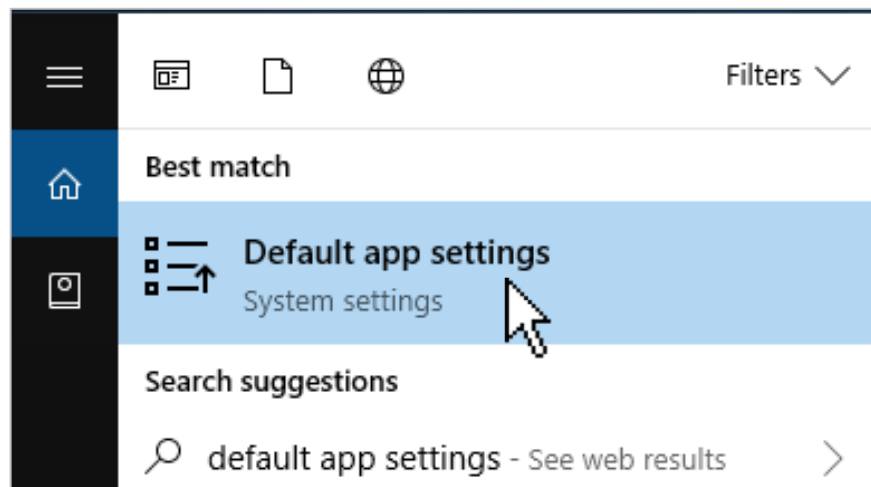 Filters
Best match
Default app settings
System settings
Search suggestions
default app settings - See web results